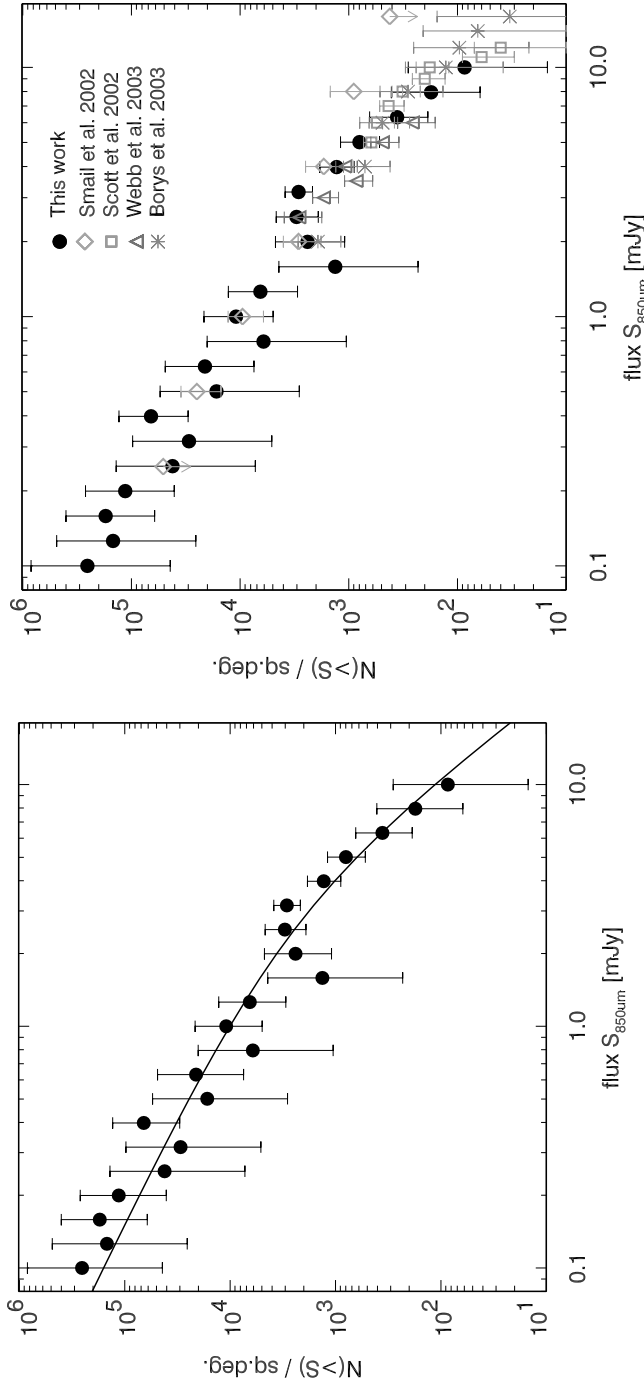 10^6
10^5
10^4
10^3
10^2
10^1
N(>S) / sq.deg.
0.1
1.0
10.0
flux S850um [mJy]
10^6
10^5
10^4
10^3
10^2
10^1
N(>S) / sq.deg.
This work
Smail et al. 2002
Scott et al. 2002
Webb et al. 2003
Borys et al. 2003
0.1
1.0
10.0
flux S850um [mJy]